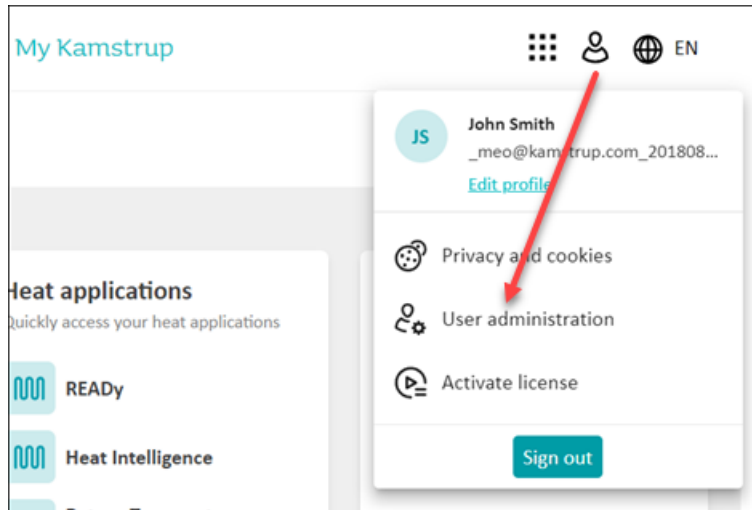 My Kamstrup
EN
JS
John Smith
_meo@kamstrup.com_201808...
Edit profile
Privacy and cookies
User administration
Activate license
Sign out
Heat applications
Quickly access your heat applications
READy
Heat Intelligence